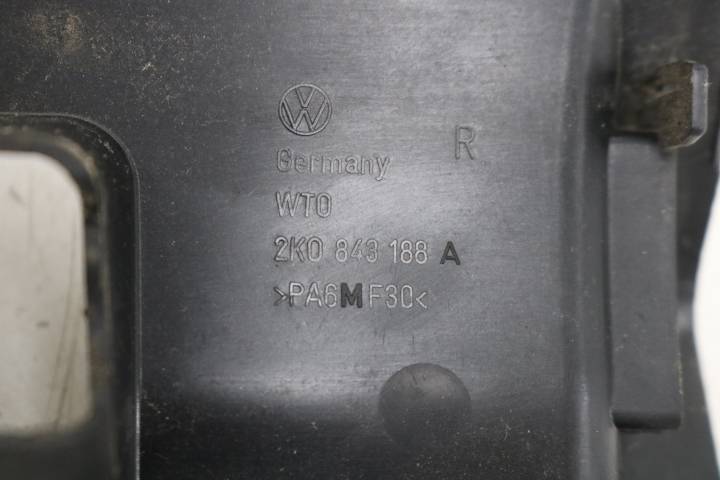 R
Germany
WTO
2K0 843 188 A
>PA6MF30<